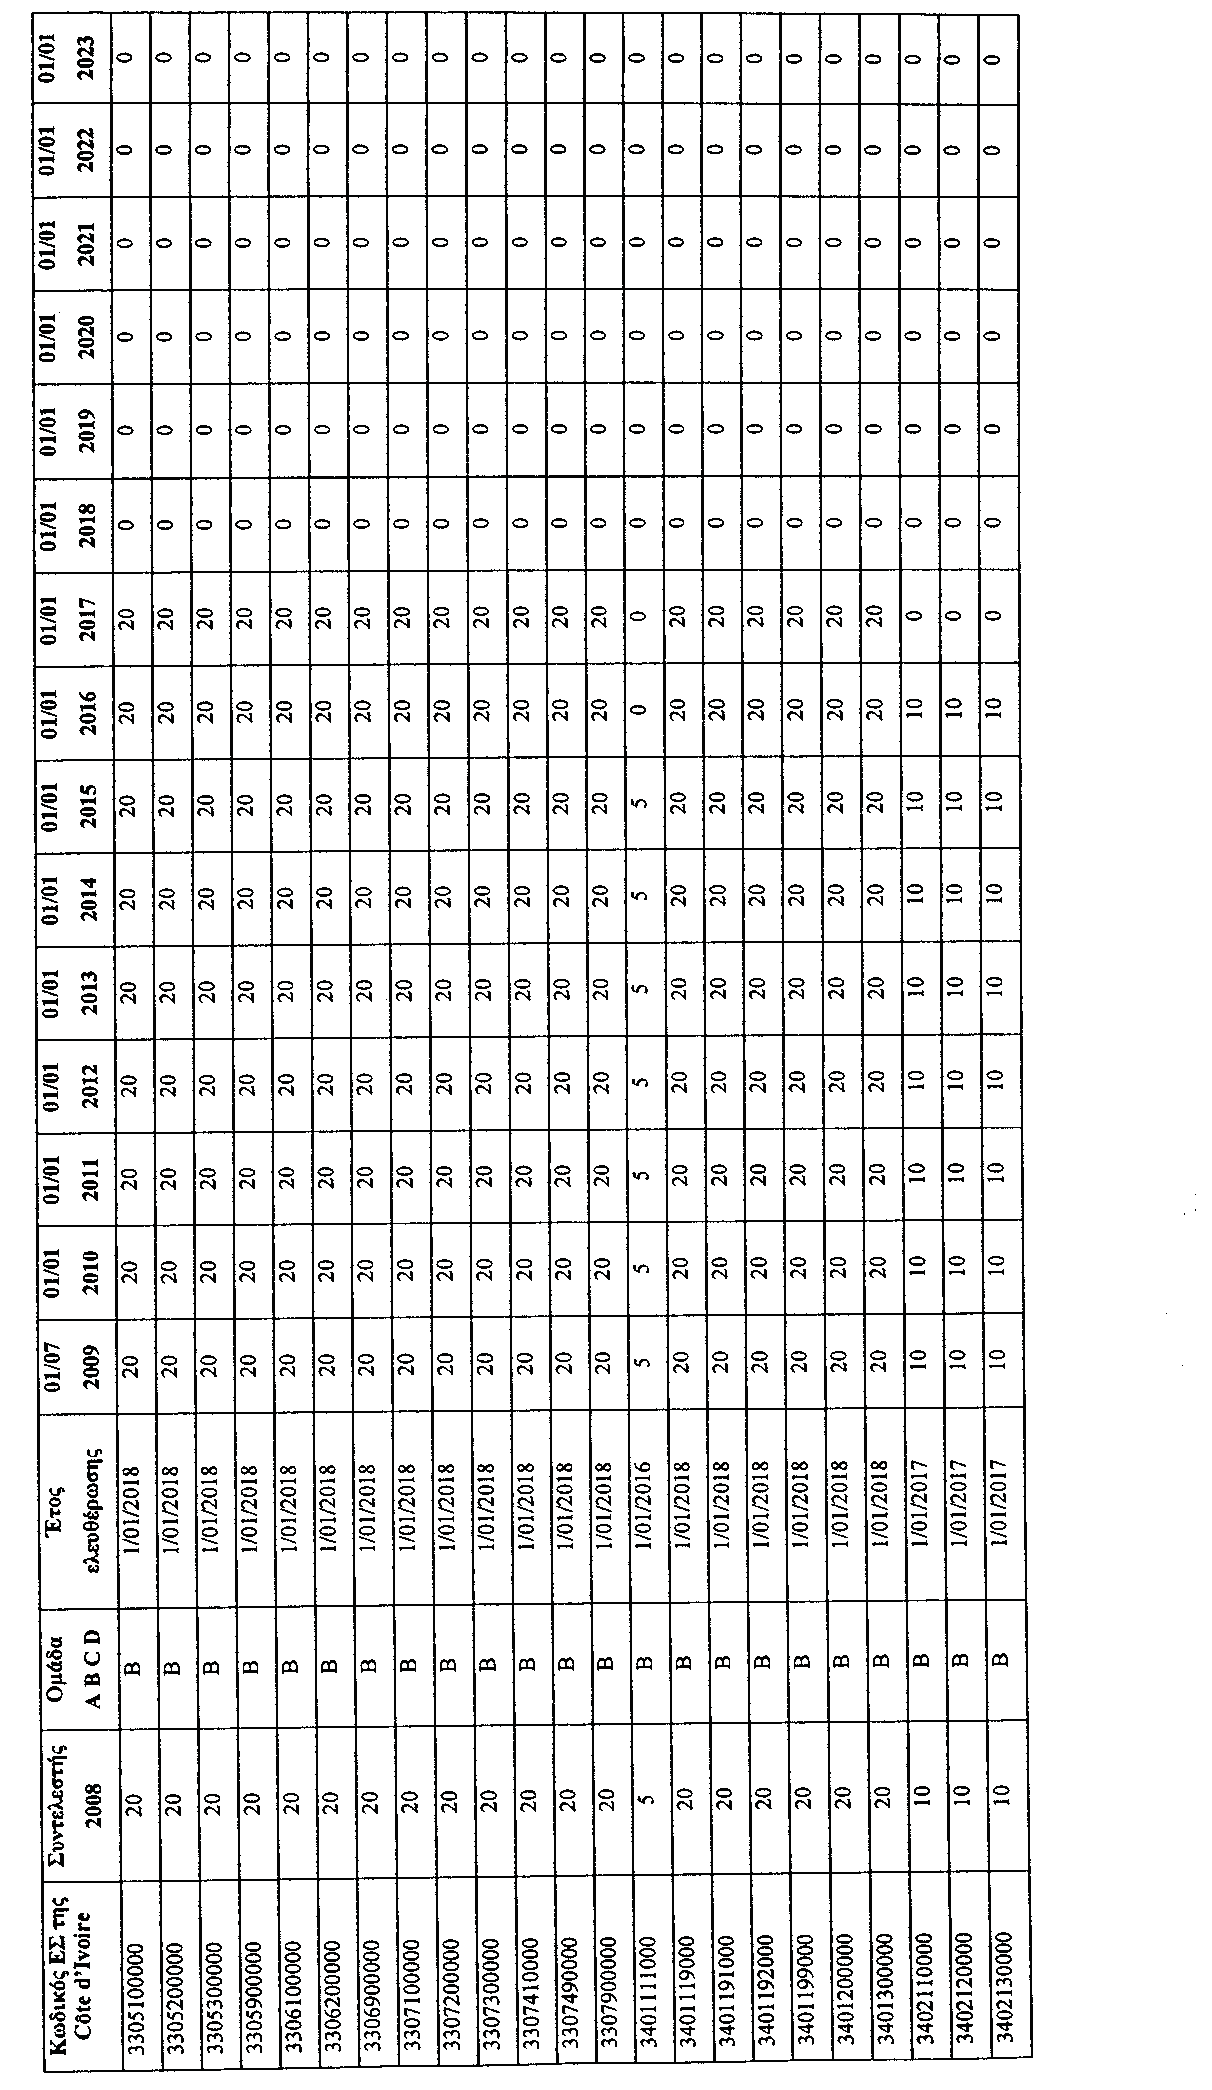 Κωδικός ΕΣ της Côte d'Ivoire Συντελεστής 2008 Ομάδα A B C D Έτος ελευθέρωσης 01/07 2009 01/01 2010 01/01 2011 01/01 2012 01/01 2013 01/01 2014 01/01 2015 01/01 2016 01/01 2017 01/01 2018 01/01 2019 01/01 2020 01/01 2021 01/01 2022 01/01 2023
3305100000 20 B 1/01/2018 20 20 20 20 20 20 20 20 20 0 0 0 0 0 0
3305200000 20 B 1/01/2018 20 20 20 20 20 20 20 20 20 0 0 0 0 0 0
3305300000 20 B 1/01/2018 20 20 20 20 20 20 20 20 20 0 0 0 0 0 0
3305900000 20 B 1/01/2018 20 20 20 20 20 20 20 20 20 0 0 0 0 0 0
3306100000 20 B 1/01/2018 20 20 20 20 20 20 20 20 20 0 0 0 0 0 0
3306200000 20 B 1/01/2018 20 20 20 20 20 20 20 20 20 0 0 0 0 0 0
3306900000 20 B 1/01/2018 20 20 20 20 20 20 20 20 20 0 0 0 0 0 0
3307100000 20 B 1/01/2018 20 20 20 20 20 20 20 20 20 0 0 0 0 0 0
3307200000 20 B 1/01/2018 20 20 20 20 20 20 20 20 20 0 0 0 0 0 0
3307300000 20 B 1/01/2018 20 20 20 20 20 20 20 20 20 0 0 0 0 0 0
3307410000 20 B 1/01/2018 20 20 20 20 20 20 20 20 20 0 0 0 0 0 0
3307490000 20 B 1/01/2018 20 20 20 20 20 20 20 20 20 0 0 0 0 0 0
3307900000 20 B 1/01/2018 20 20 20 20 20 20 20 20 20 0 0 0 0 0 0
3401111000 5 B 1/01/2016 5 5 5 5 5 5 5 0 0 0 0 0 0 0 0
3401119000 20 B 1/01/2018 20 20 20 20 20 20 20 20 20 0 0 0 0 0 0
3401191000 20 B 1/01/2018 20 20 20 20 20 20 20 20 20 0 0 0 0 0 0
3401192000 20 B 1/01/2018 20 20 20 20 20 20 20 20 20 0 0 0 0 0 0
3401199000 20 B 1/01/2018 20 20 20 20 20 20 20 20 20 0 0 0 0 0 0
3401200000 20 B 1/01/2018 20 20 20 20 20 20 20 20 20 0 0 0 0 0 0
3401300000 20 B 1/01/2018 20 20 20 20 20 20 20 20 20 0 0 0 0 0 0
3402110000 10 B 1/01/2017 10 10 10 10 10 10 10 10 0 0 0 0 0 0 0
3402120000 10 B 1/01/2017 10 10 10 10 10 10 10 10 0 0 0 0 0 0 0
3402130000 10 B 1/01/2017 10 10 10 10 10 10 10 10 0 0 0 0 0 0 0